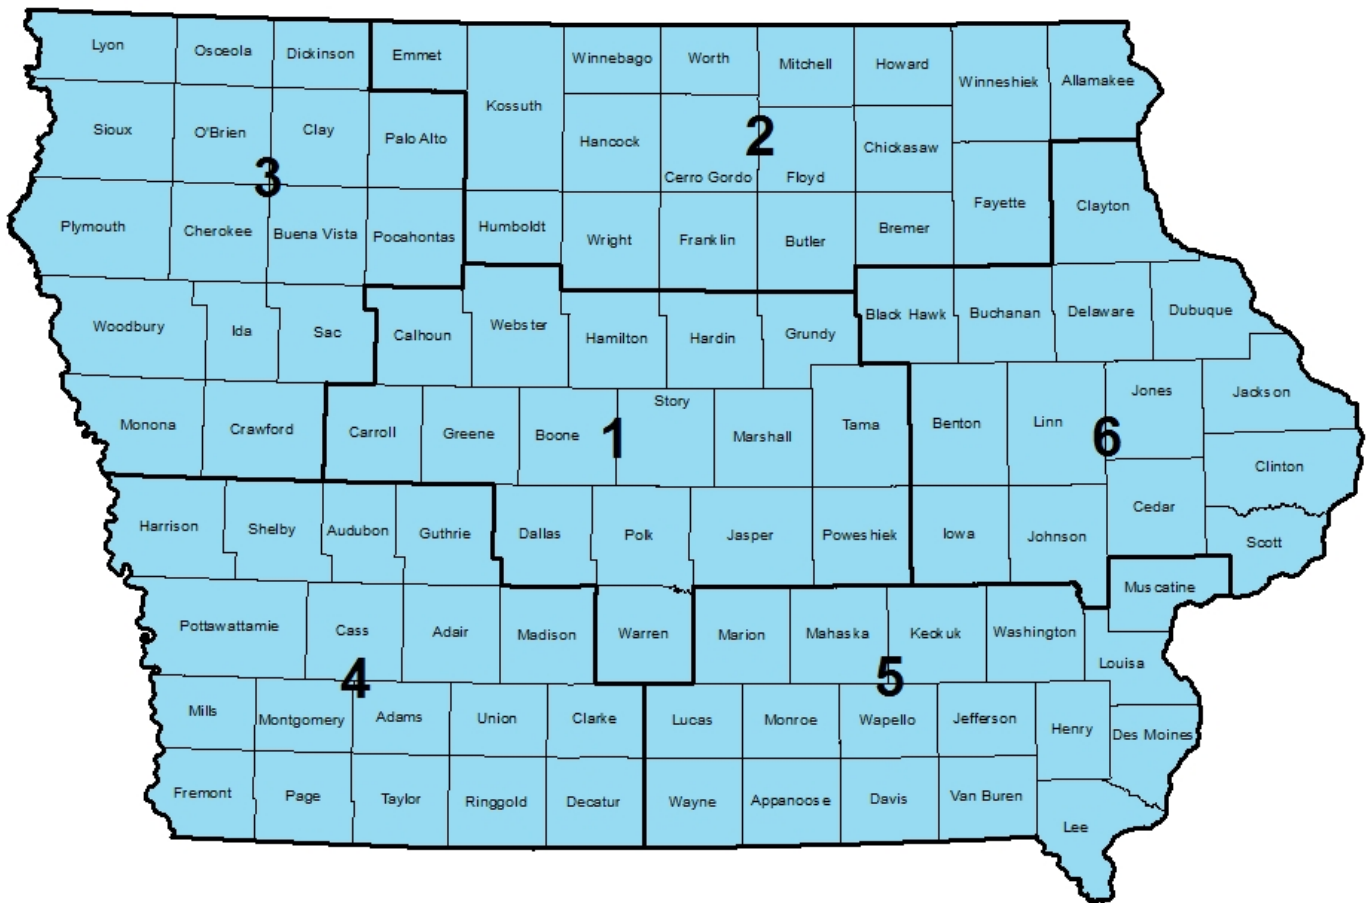 Lyon Osceola Dickinson Emmet Winnebago Worth Mitchell Howard
Kossuth Winneshiek Allamakee
Sioux O'Brien Clay Palo Alto Hancock 2 Chickasaw
3 Cerro Gordo Floyd
Plymouth Cherokee Buena Vista Pocahontas Humboldt Wright Franklin Butler Bremer Fayette Clayton
Woodbury Ida Sac Calhoun Webster Hamilton Hardin Grundy Black Hawk Buchanan Delaware Dubuque
Monona Crawford Carroll Greene Boone 1 Story Marshall Tama Benton Linn 6 Jones Jackson
Clinton
Harrison Shelby Audubon Guthrie Dallas Polk Jasper Poweshiek Iowa Johnson Cedar Scott
Muscatine
Pottawattamie Cass Adair Madison Warren Marion Mahaska Keokuk Washington
4 5 Louisa
Mills Montgomery Adams Union Clarke Lucas Monroe Wapello Jefferson Henry Des Moines
Fremont Page Taylor Ringgold Decatur Wayne Appanoose Davis Van Buren
Lee